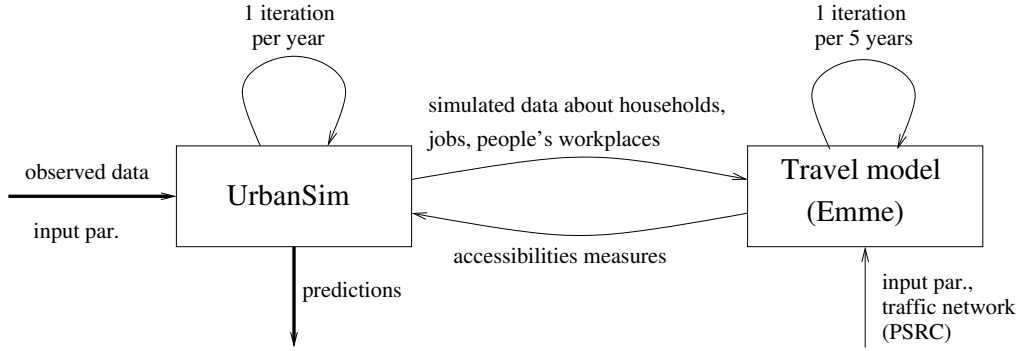 1 iteration
per year
1 iteration
per 5 years
simulated data about households,
jobs, people's workplaces
observed data
input par.
UrbanSim
Travel model
(Emme)
accessibilities measures
predictions
input par.,
traffic network
(PSRC)